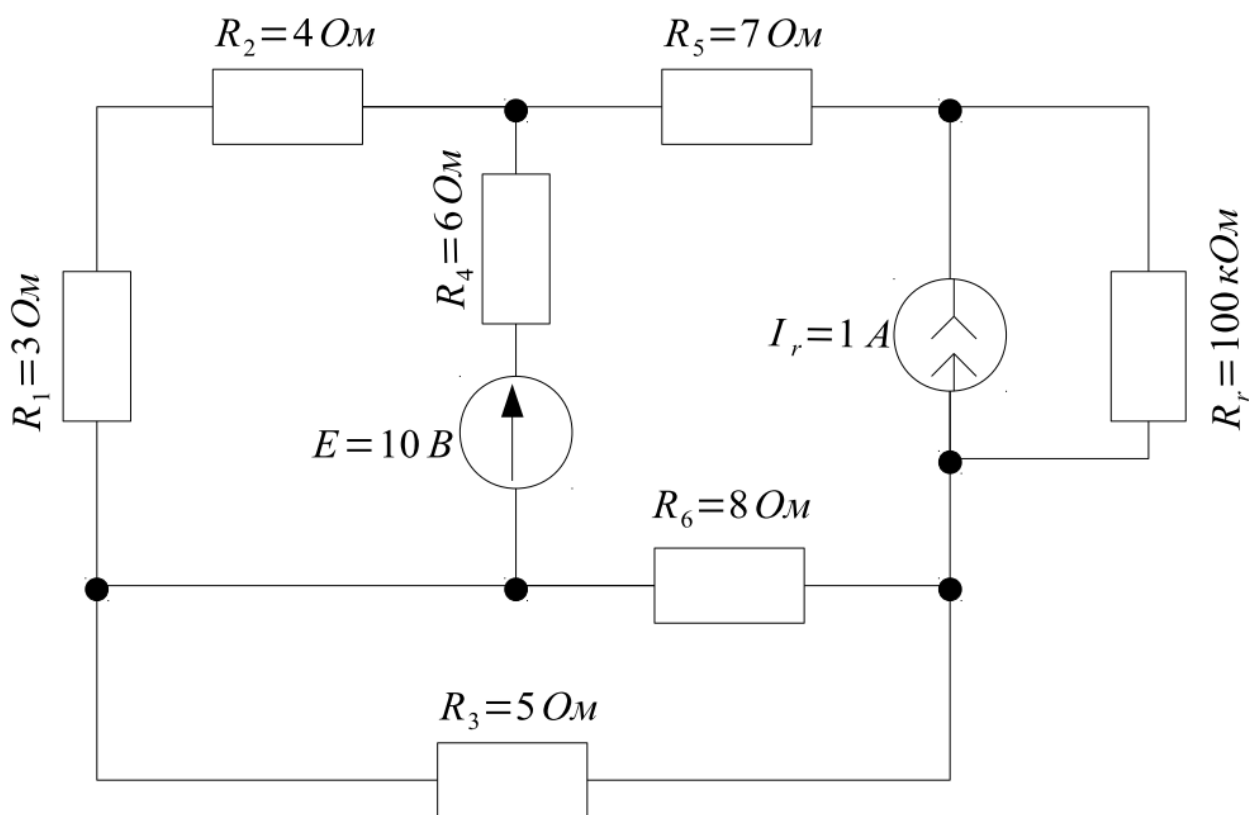 R₂=4 Ом
R₅=7 Ом
R₄=6 Ом
R₁=3 Ом
Iᵣ=1 A
Rᵣ=100 кОм
E=10 В
R₆=8 Ом
R₃=5 Ом